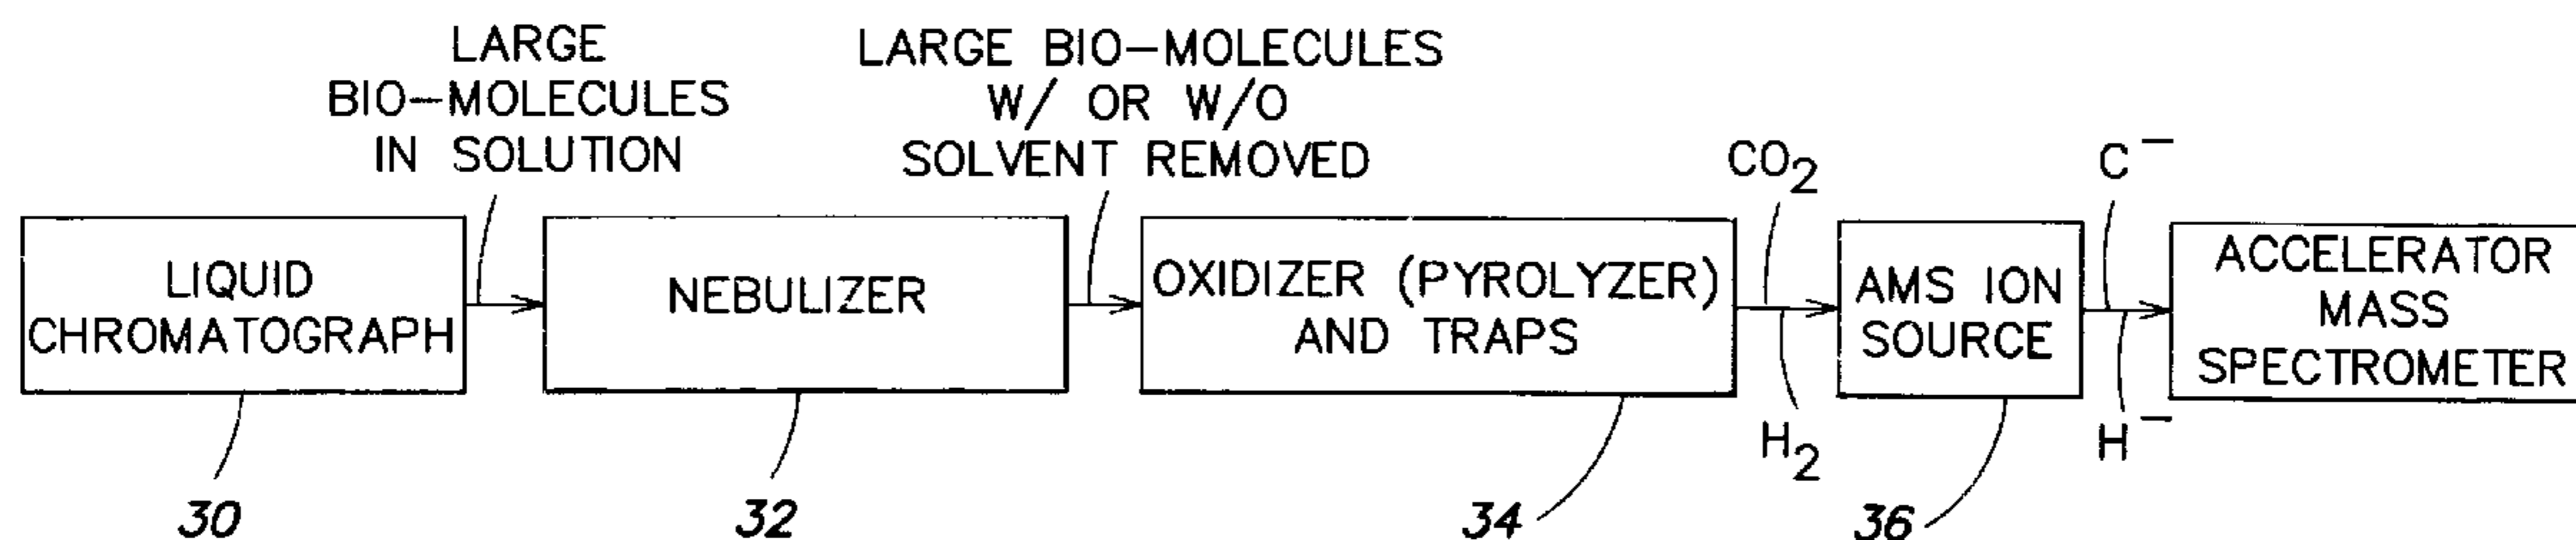 LARGE
BIO-MOLECULES
IN SOLUTION
LARGE BIO-MOLECULES
W/ OR W/O
SOLVENT REMOVED
CO2
C−
LIQUID
CHROMATOGRAPH
NEBULIZER
OXIDIZER (PYROLYZER)
AND TRAPS
AMS ION
SOURCE
ACCELERATOR
MASS
SPECTROMETER
H2
H−
30
32
34
36